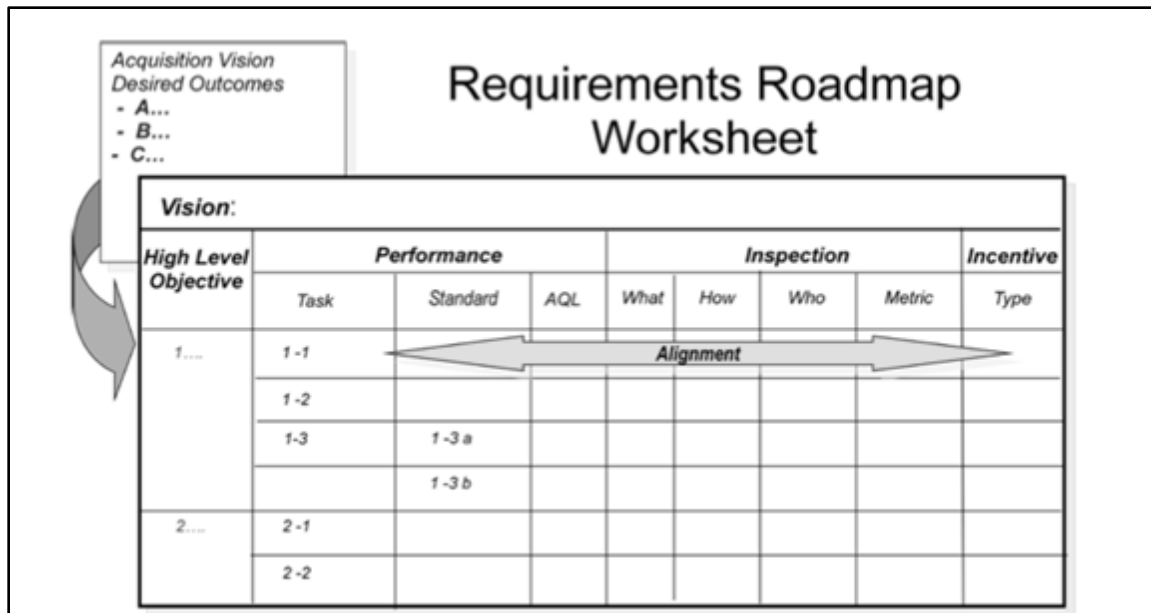 Acquisition Vision
Desired Outcomes
- A...
- B...
- C...
Requirements Roadmap
Worksheet
Vision:
High Level
Objective
Performance
Inspection
Incentive
Task
Standard
AQL
What
How
Who
Metric
Type
1....
1 -1
Alignment
1 -2
1-3
1 -3 a
1 -3 b
2....
2 -1
2 -2